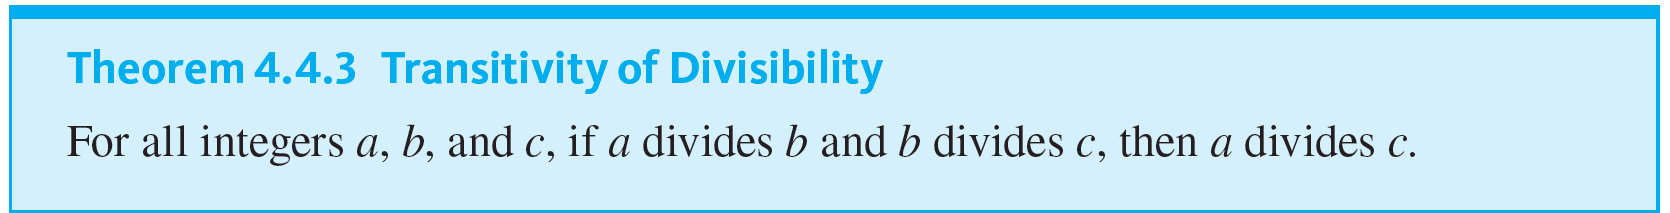 Theorem 4.4.3 Transitivity of Divisibility
For all integers a, b, and c, if a divides b and b divides c, then a divides c.